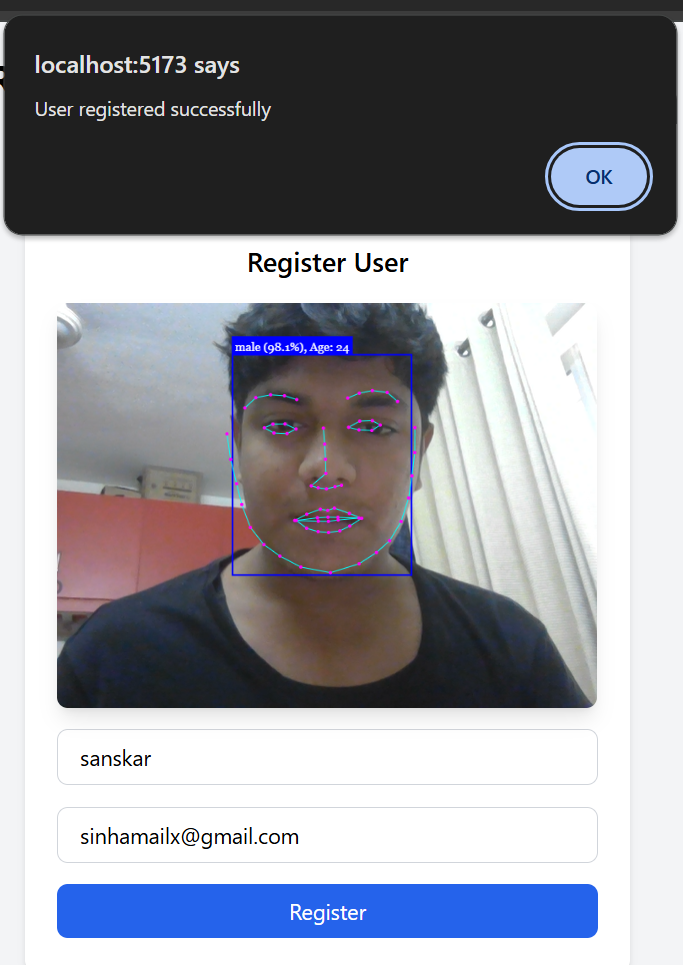 localhost:5173 says
User registered successfully
OK
Register User
male (98.1%), Age: 24
sanskar
sinhamailx@gmail.com
Register